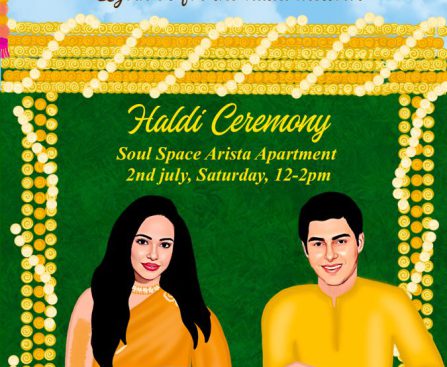 Haldi Ceremony
Soul Space Arista Apartment
2nd july, Saturday, 12-2pm